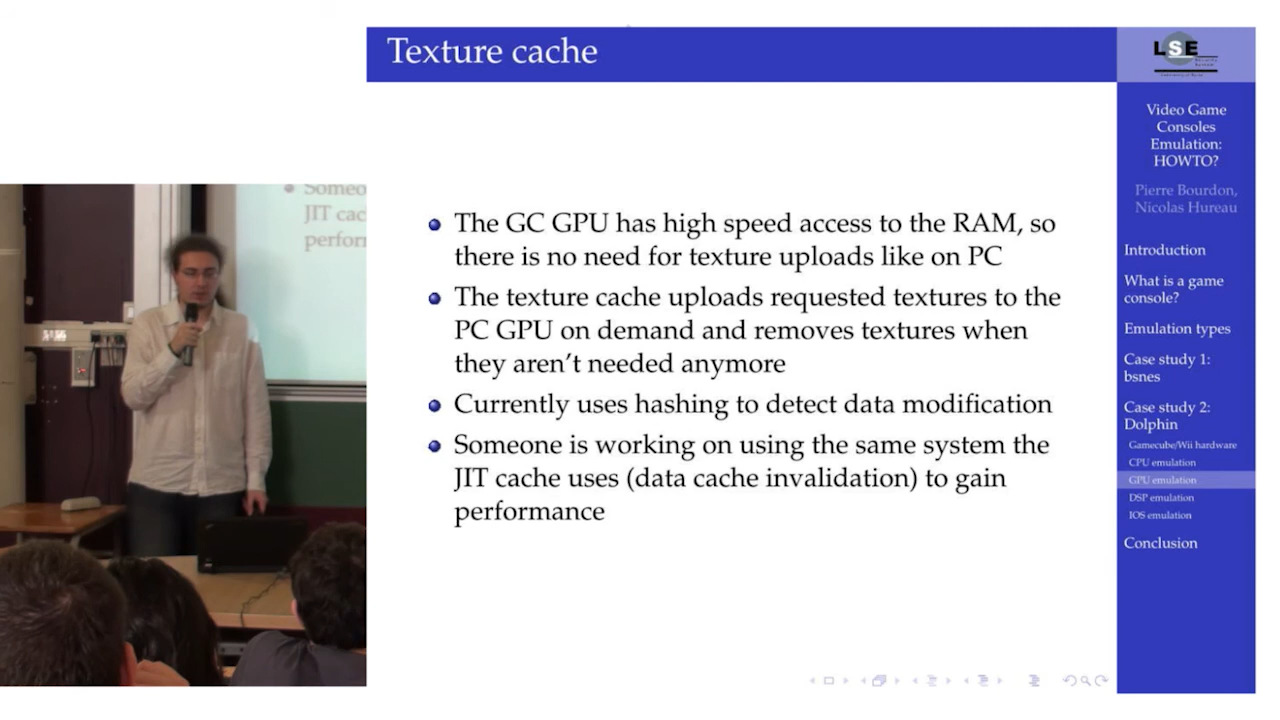 Texture cache
LSE
Video Game
Consoles
Emulation:
HOWTO?
Pierre Bourdon,
Nicolas Hureau
Introduction
What is a game
console?
Emulation types
Case study 1:
bsnes
Case study 2:
Dolphin
Gamecube/Wii hardware
CPU emulation
GPU emulation
DSP emulation
IOS emulation
Conclusion
The GC GPU has high speed access to the RAM, so
there is no need for texture uploads like on PC
The texture cache uploads requested textures to the
PC GPU on demand and removes textures when
they aren't needed anymore
Currently uses hashing to detect data modification
Someone is working on using the same system the
JIT cache uses (data cache invalidation) to gain
performance
Someo
JIT cac
perforn